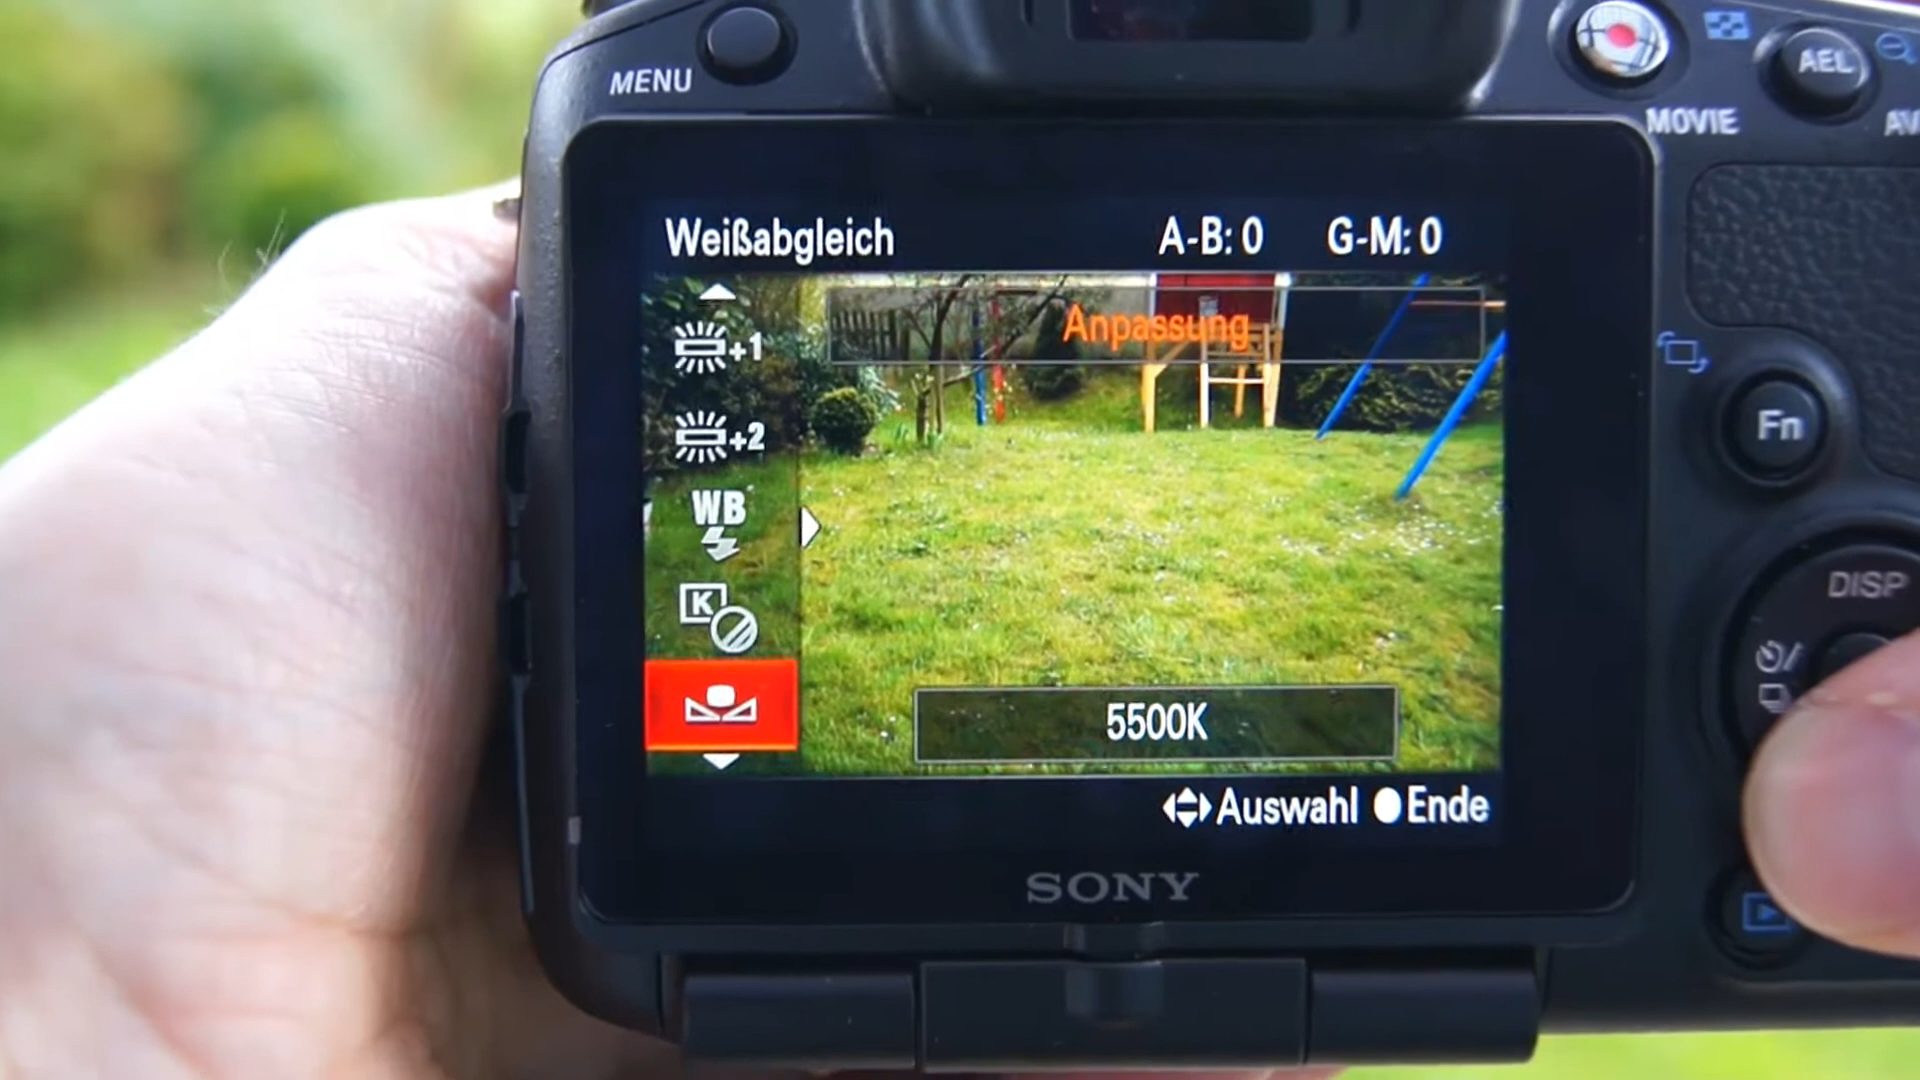 MENU
AEL
MOVIE
AV
Weißabgleich A-B: 0 G-M: 0
Anpassung
+1
+2
WB
K
5500K
Auswahl Ende
Fn
DISP
SONY